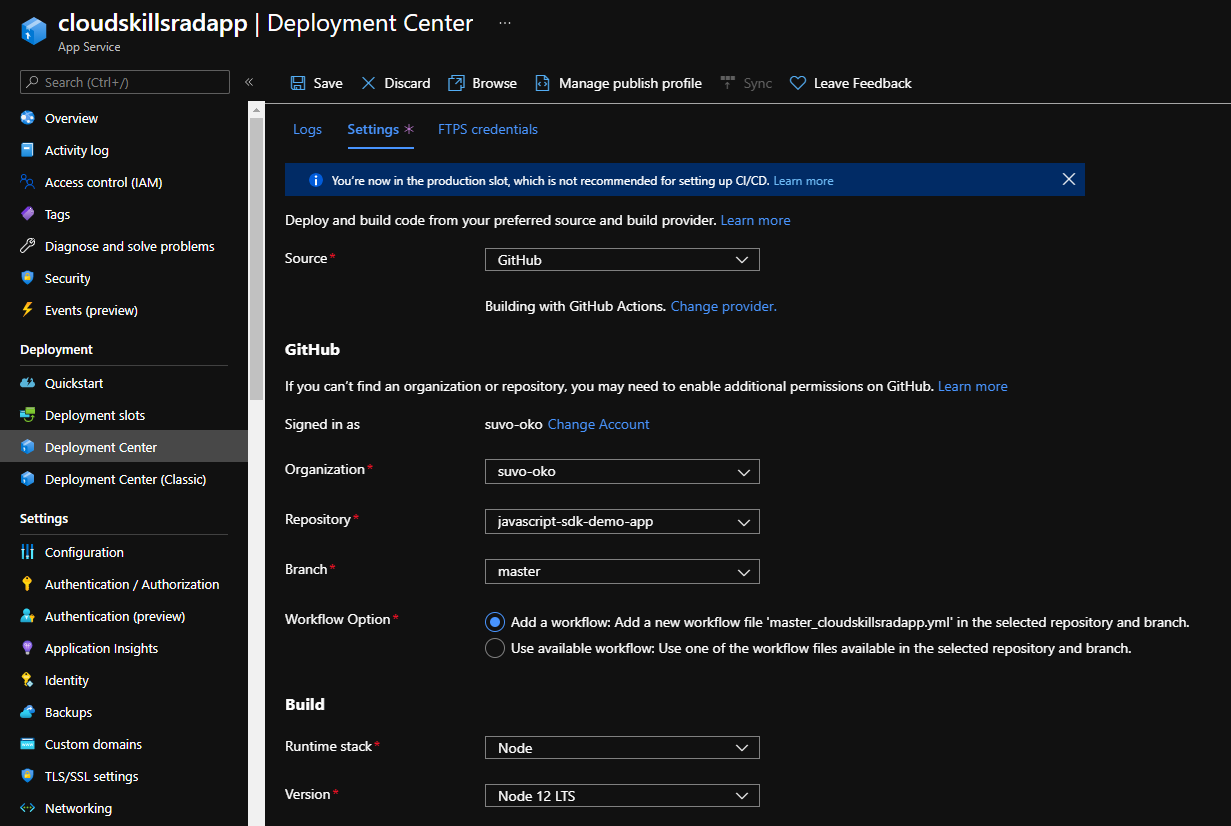 cloudskillsradapp | Deployment Center ...
App Service
Search (Ctrl+/)
«
Overview
Activity log
Access control (IAM)
Tags
Diagnose and solve problems
Security
Events (preview)
Deployment
Quickstart
Deployment slots
Deployment Center
Deployment Center (Classic)
Settings
Configuration
Authentication / Authorization
Authentication (preview)
Application Insights
Identity
Backups
Custom domains
TLS/SSL settings
Networking
Save Discard Browse Manage publish profile Sync Leave Feedback
Logs Settings * FTPS credentials
You're now in the production slot, which is not recommended for setting up CI/CD. Learn more
Deploy and build code from your preferred source and build provider. Learn more
Source* GitHub
Building with GitHub Actions. Change provider.
GitHub
If you can't find an organization or repository, you may need to enable additional permissions on GitHub. Learn more
Signed in as suvo-oko Change Account
Organization* suvo-oko
Repository* javascript-sdk-demo-app
Branch* master
Workflow Option* Add a workflow: Add a new workflow file 'master_cloudskillsradapp.yml' in the selected repository and branch.
Use available workflow: Use one of the workflow files available in the selected repository and branch.
Build
Runtime stack* Node
Version* Node 12 LTS